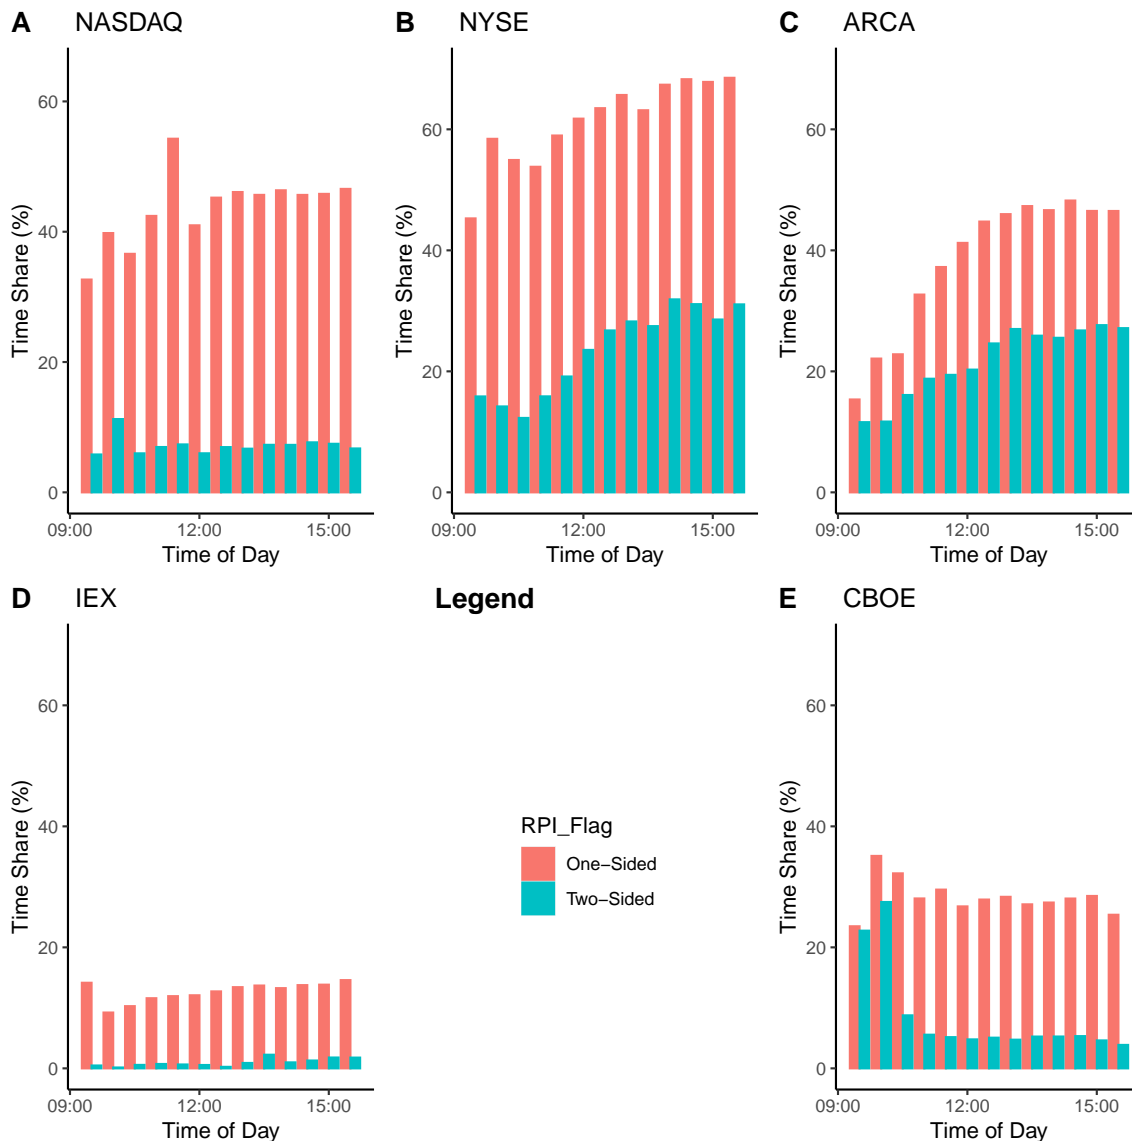 A NASDAQ
Time Share (%)
60
40
20
0
09:00 12:00 15:00
Time of Day
B NYSE
Time Share (%)
60
40
20
0
09:00 12:00 15:00
Time of Day
C ARCA
Time Share (%)
60
40
20
0
09:00 12:00 15:00
Time of Day
D IEX
Time Share (%)
60
40
20
0
09:00 12:00 15:00
Time of Day
Legend
RPI_Flag
One−Sided
Two−Sided
E CBOE
Time Share (%)
60
40
20
0
09:00 12:00 15:00
Time of Day